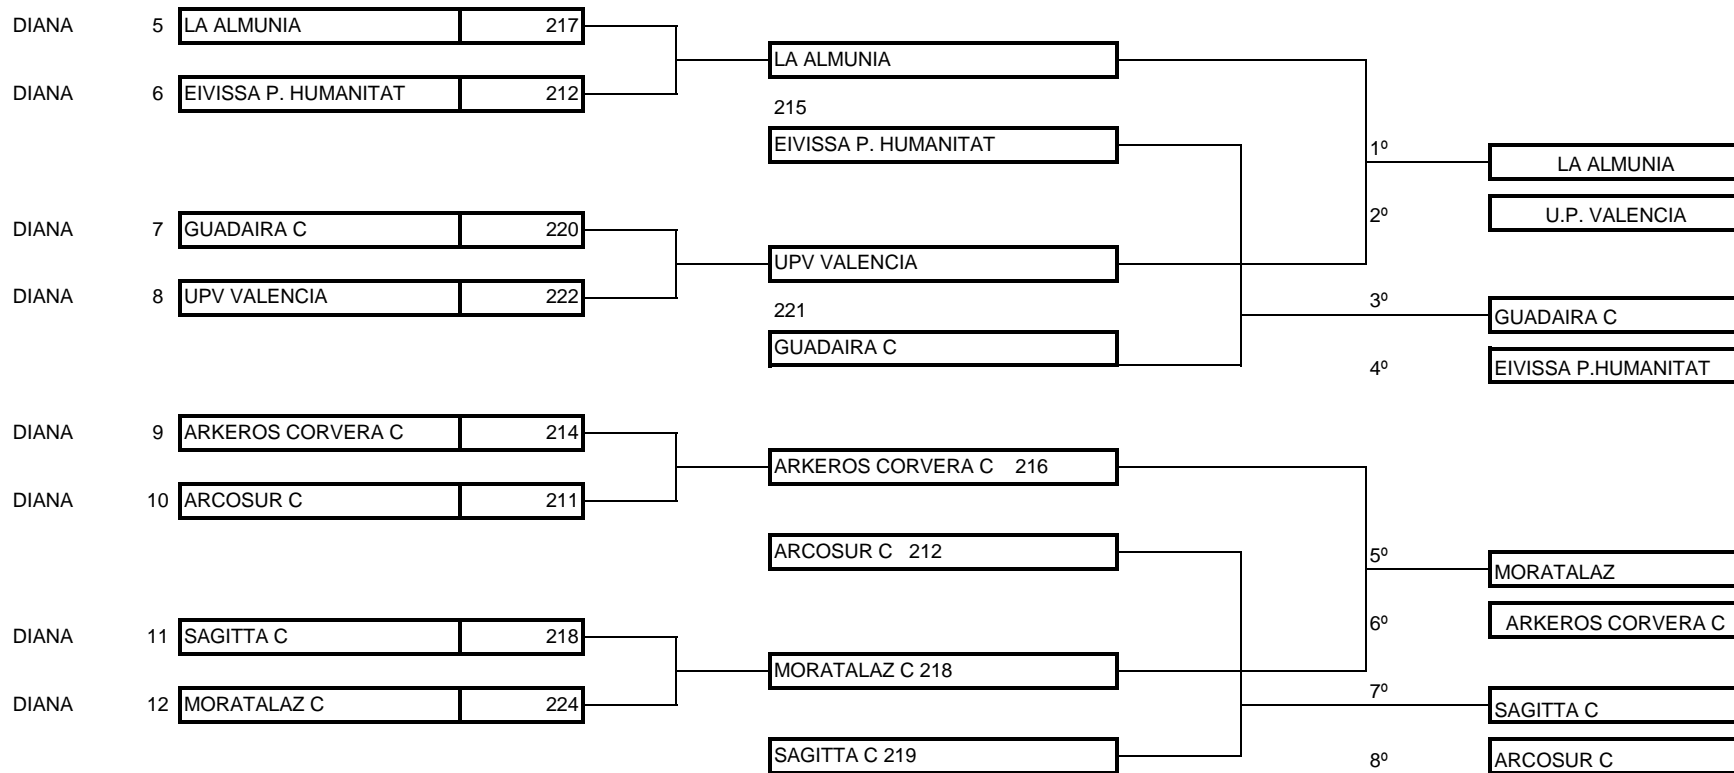 DIANA 5 LA ALMUNIA 217
LA ALMUNIA
DIANA 6 EIVISSA P. HUMANITAT 212
215
EIVISSA P. HUMANITAT
1º
LA ALMUNIA
2º
U.P. VALENCIA
DIANA 7 GUADAIRA C 220
UPV VALENCIA
DIANA 8 UPV VALENCIA 222
221
3º
GUADAIRA C
GUADAIRA C
4º
EIVISSA P.HUMANITAT
DIANA 9 ARKEROS CORVERA C 214
ARKEROS CORVERA C 216
DIANA 10 ARCOSUR C 211
ARCOSUR C 212
5º
MORATALAZ
6º
ARKEROS CORVERA C
DIANA 11 SAGITTA C 218
MORATALAZ C 218
DIANA 12 MORATALAZ C 224
7º
SAGITTA C
SAGITTA C 219
8º
ARCOSUR C